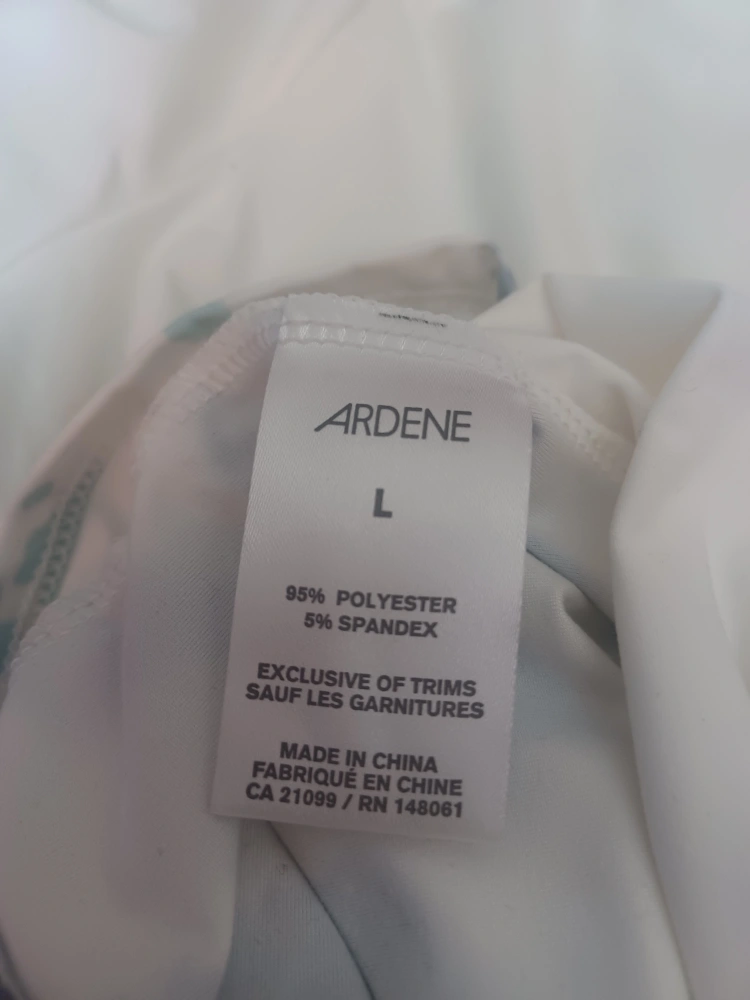 ARDENE
L
95% POLYESTER
5% SPANDEX
EXCLUSIVE OF TRIMS
SAUF LES GARNITURES
MADE IN CHINA
FABRIQUÉ EN CHINE
CA 21099 / RN 148061